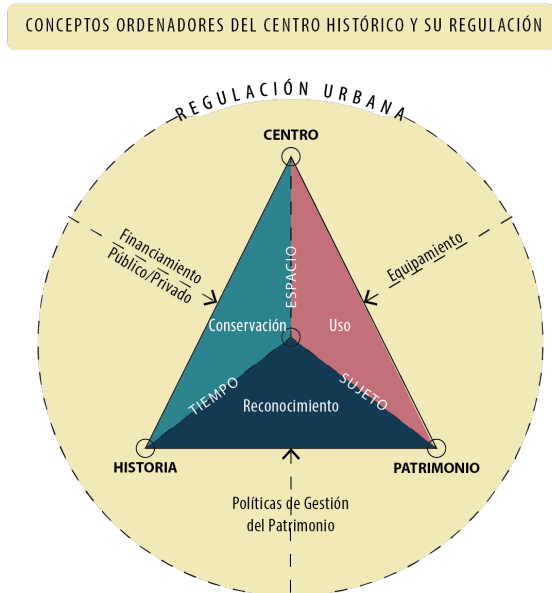 CONCEPTOS ORDENADORES DEL CENTRO HISTÓRICO Y SU REGULACIÓN
REGULACIÓN URBANA
CENTRO
Financiamiento
Público/Privado
Equipamiento
ESPACIO
Conservación
Uso
TIEMPO
SUJETO
Reconocimiento
HISTORIA
PATRIMONIO
Políticas de Gestión
del Patrimonio